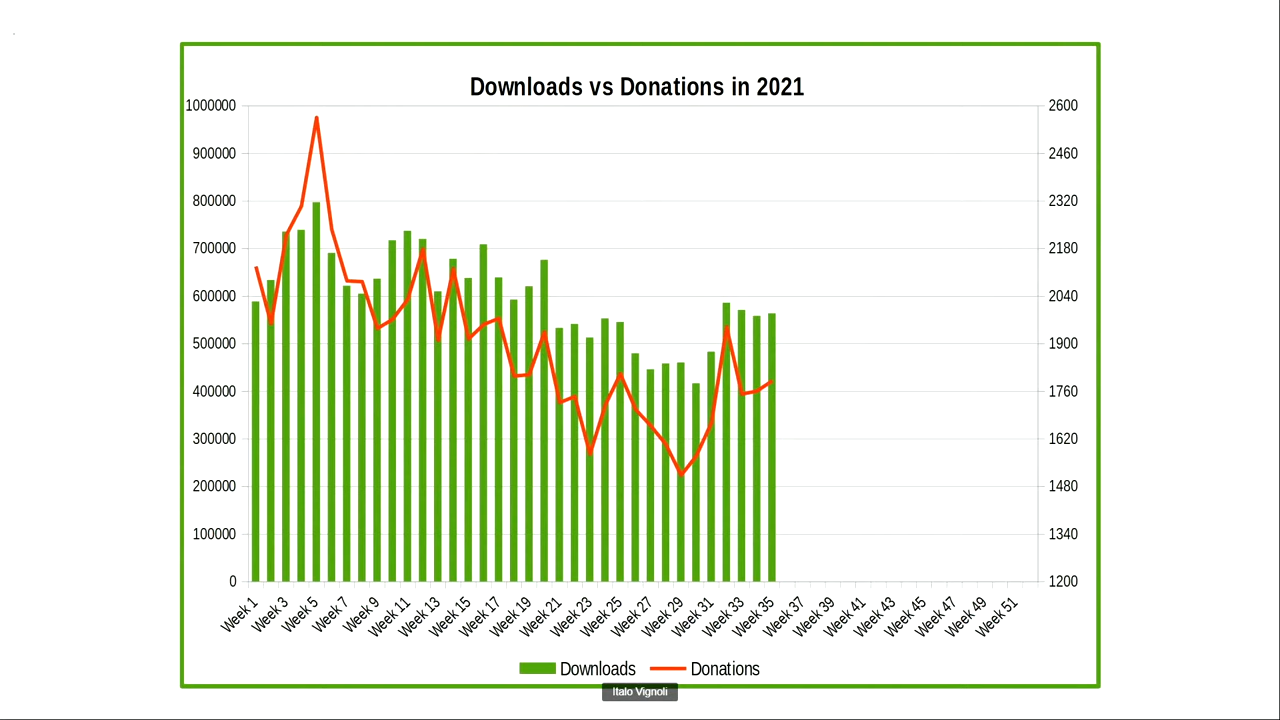 Downloads vs Donations in 2021
1000000
900000
800000
700000
600000
500000
400000
300000
200000
100000
0
2600
2460
2320
2180
2040
1900
1760
1620
1480
1340
1200
Week 1
Week 3
Week 5
Week 7
Week 9
Week 11
Week 13
Week 15
Week 17
Week 19
Week 21
Week 23
Week 25
Week 27
Week 29
Week 31
Week 33
Week 35
Week 37
Week 39
Week 41
Week 43
Week 45
Week 47
Week 49
Week 51
Downloads
Donations
Italo Vignoli